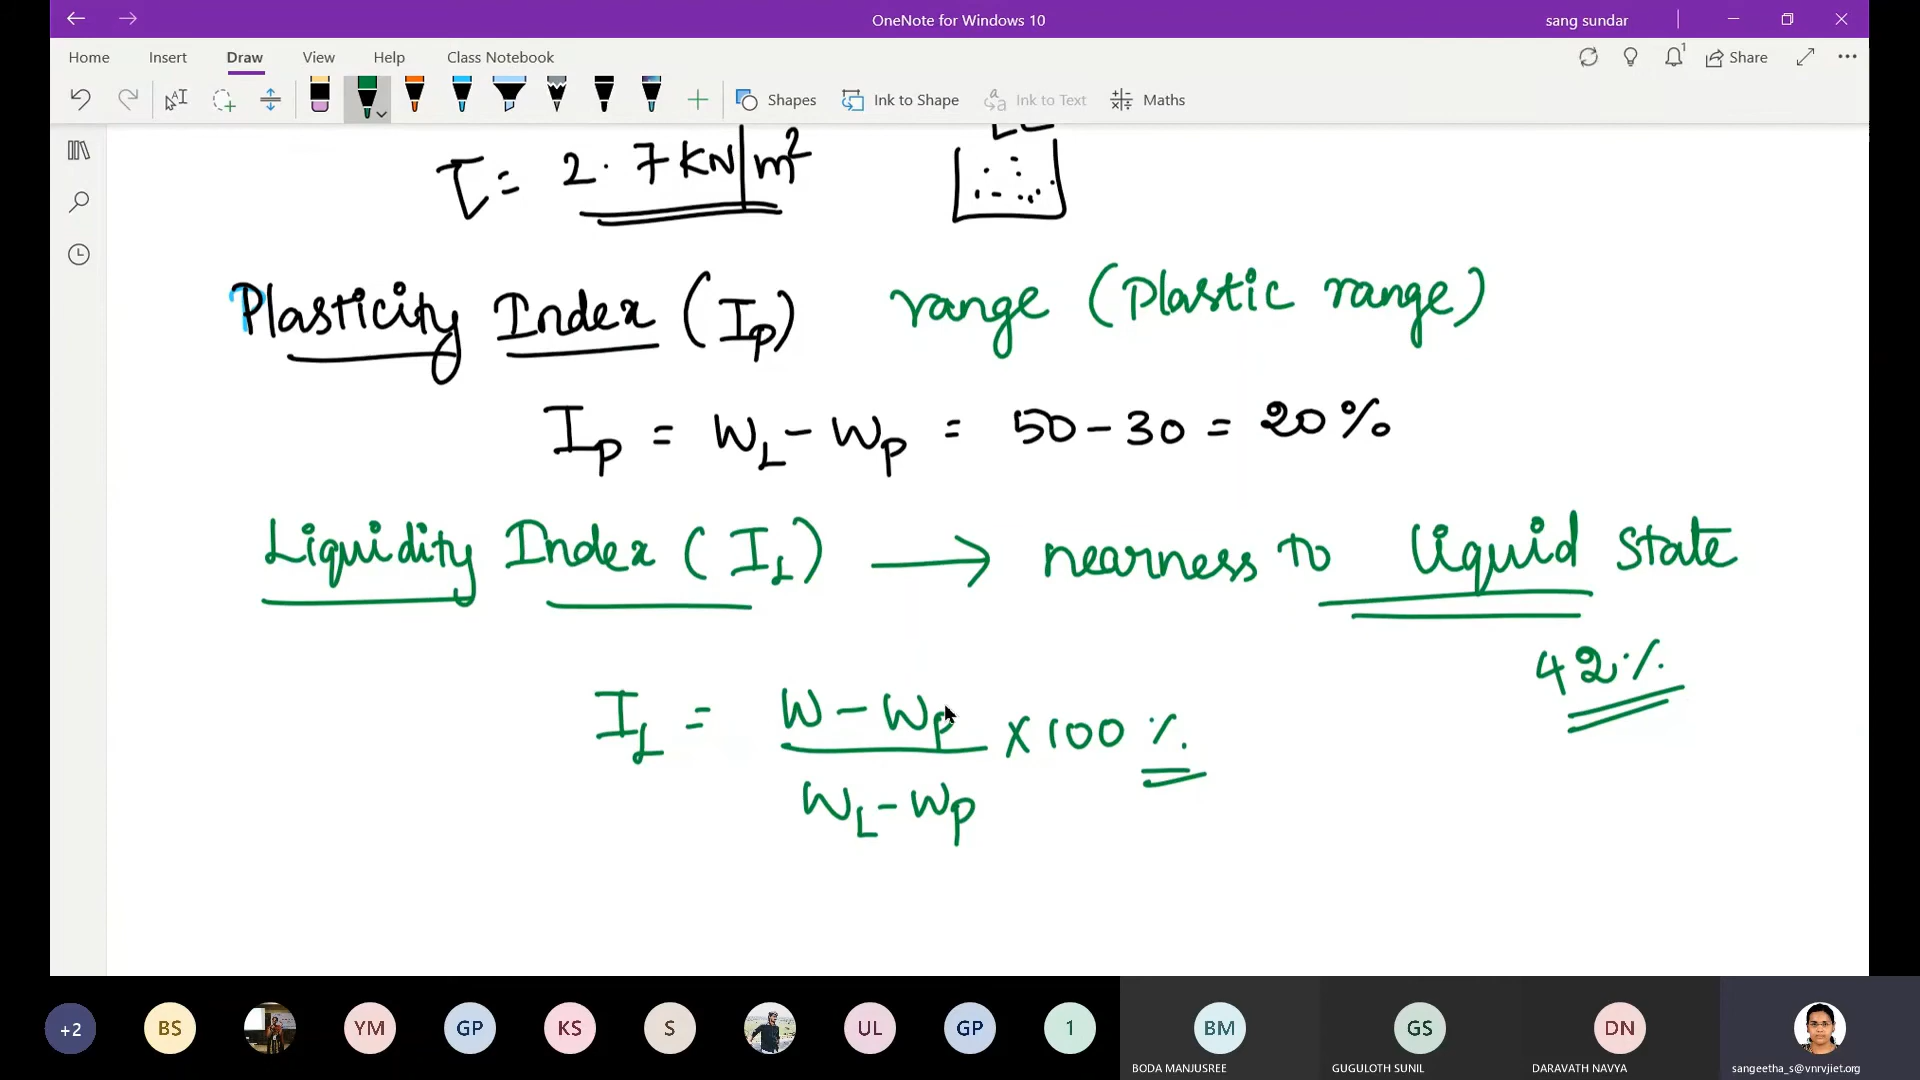 OneNote for Windows 10
sang sundar
Home Insert Draw View Help Class Notebook
1
Share
Shapes Ink to Shape Ink to Text Maths
τ = 2.7 KN/m²
Plasticity Index (Ip) range (Plastic range)
Ip = WL - Wp = 50 - 30 = 20%
Liquidity Index (IL) → nearness to liquid state
42%
IL = W - Wp × 100 %
WL - Wp
+2 BS YM GP KS S UL GP 1 BM GS DN
BODA MANJUSREE GUGULOTH SUNIL DARAVATH NAVYA sangeetha_s@vnrvjiet.org